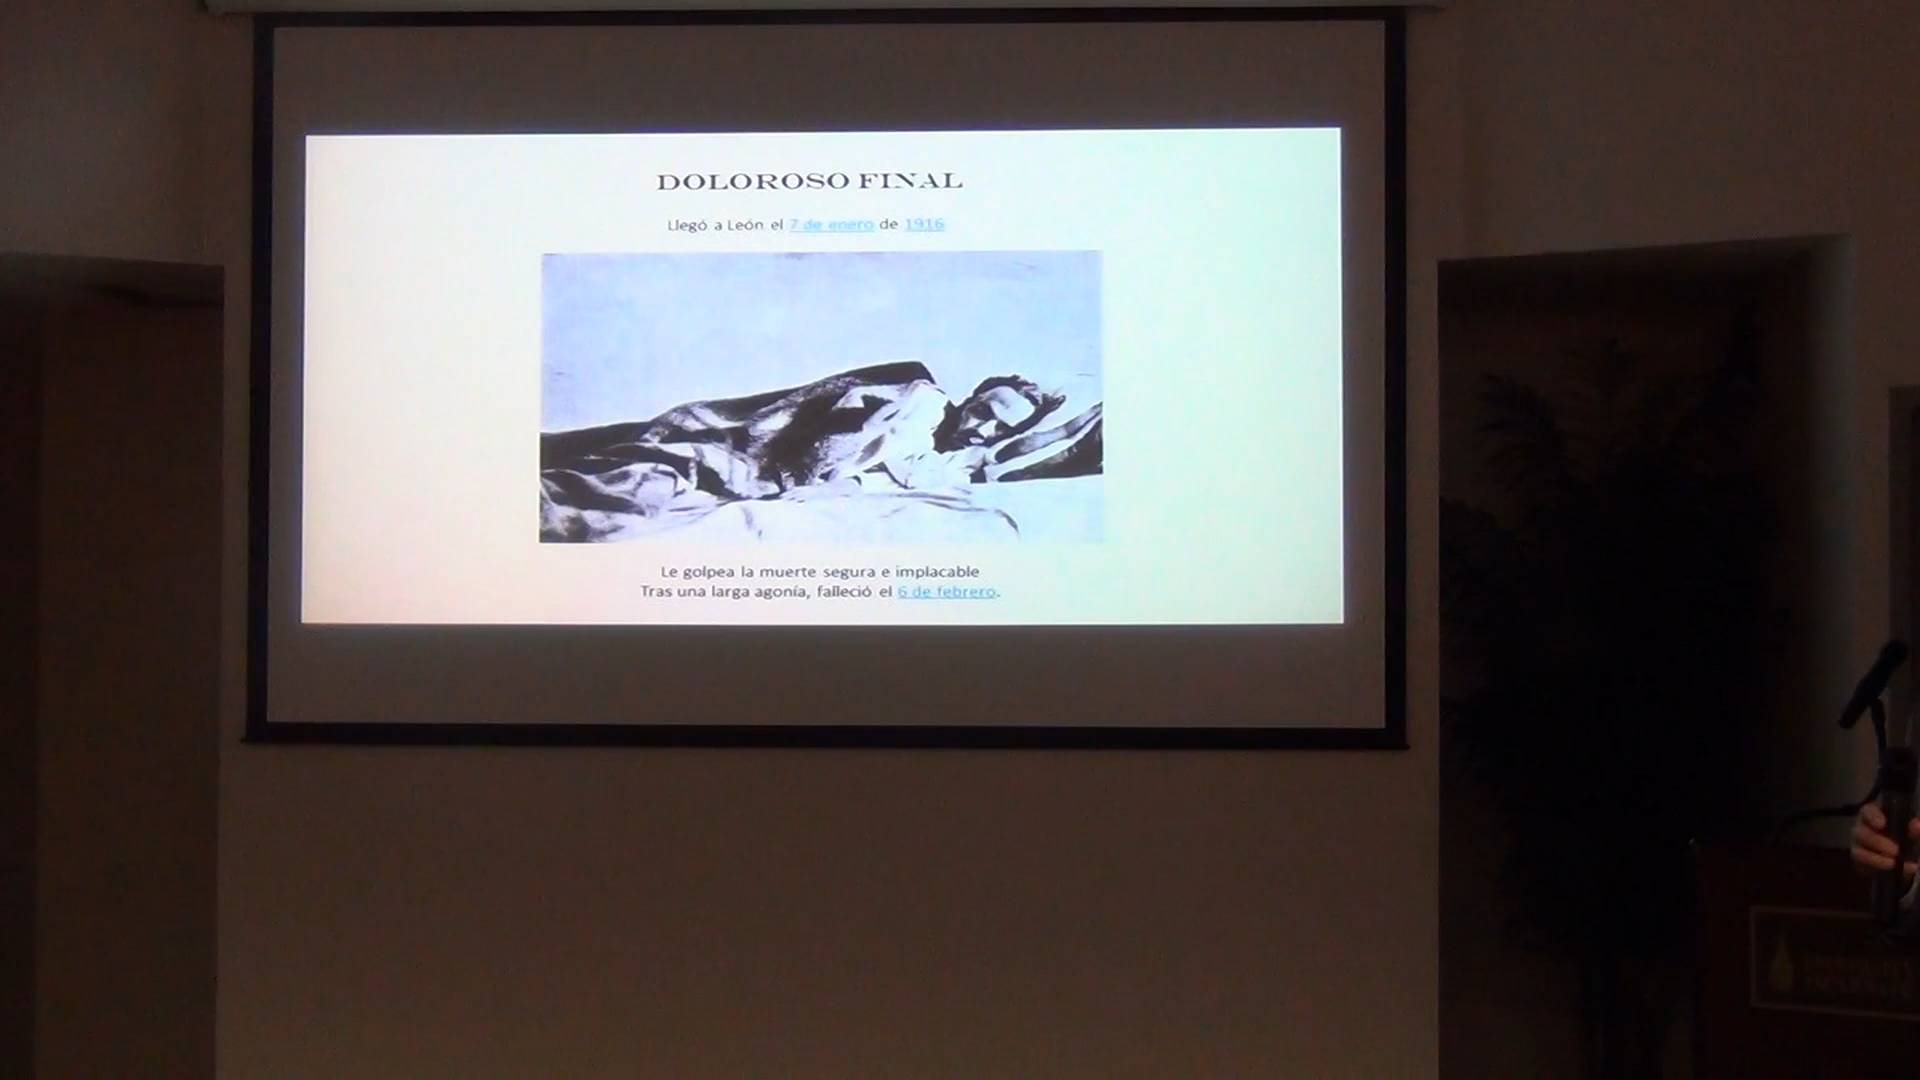 DOLOROSO FINAL
Llegó a León el 7 de enero de 1916
Le golpea la muerte segura e implacable
Tras una larga agonía, falleció el 6 de febrero.